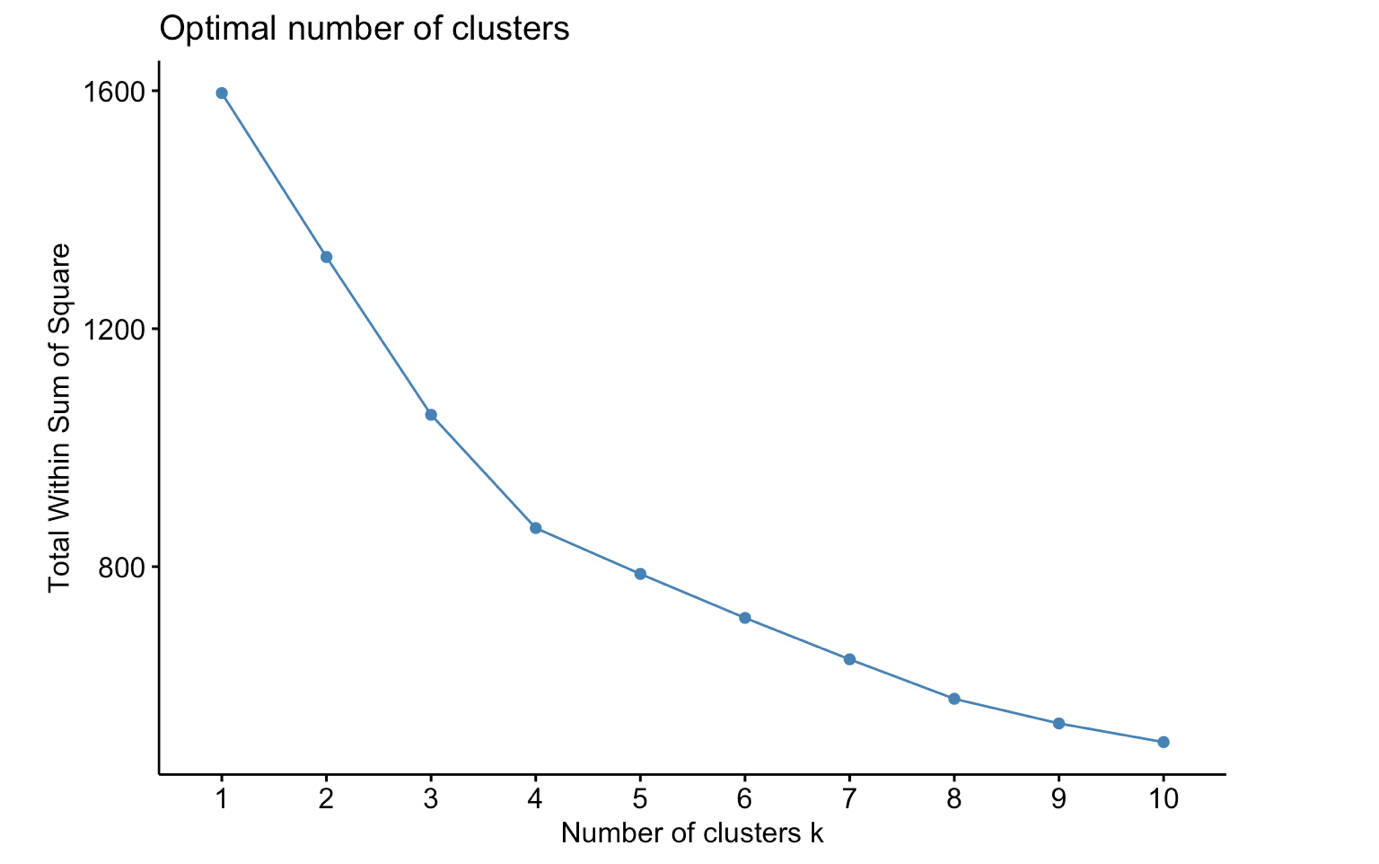 Optimal number of clusters
Total Within Sum of Square
1600
1200
800
1 2 3 4 5 6 7 8 9 10
Number of clusters k